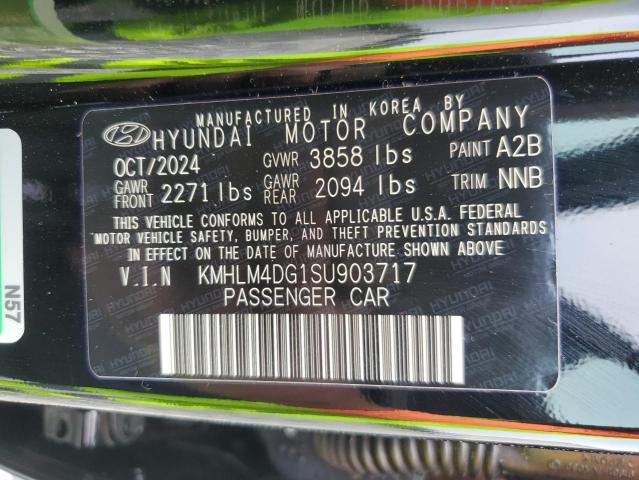 MANUFACTURED IN KOREA BY
HYUNDAI MOTOR COMPANY
OCT/2024 GVWR 3858 lbs PAINT A2B
GAWR FRONT 2271 lbs GAWR REAR 2094 lbs TRIM NNB
THIS VEHICLE CONFORMS TO ALL APPLICABLE U.S.A. FEDERAL
MOTOR VEHICLE SAFETY, BUMPER, AND THEFT PREVENTION STANDARDS
IN EFFECT ON THE DATE OF MANUFACTURE SHOWN ABOVE
V.I.N KMHLM4DG1SU903717
PASSENGER CAR
N57